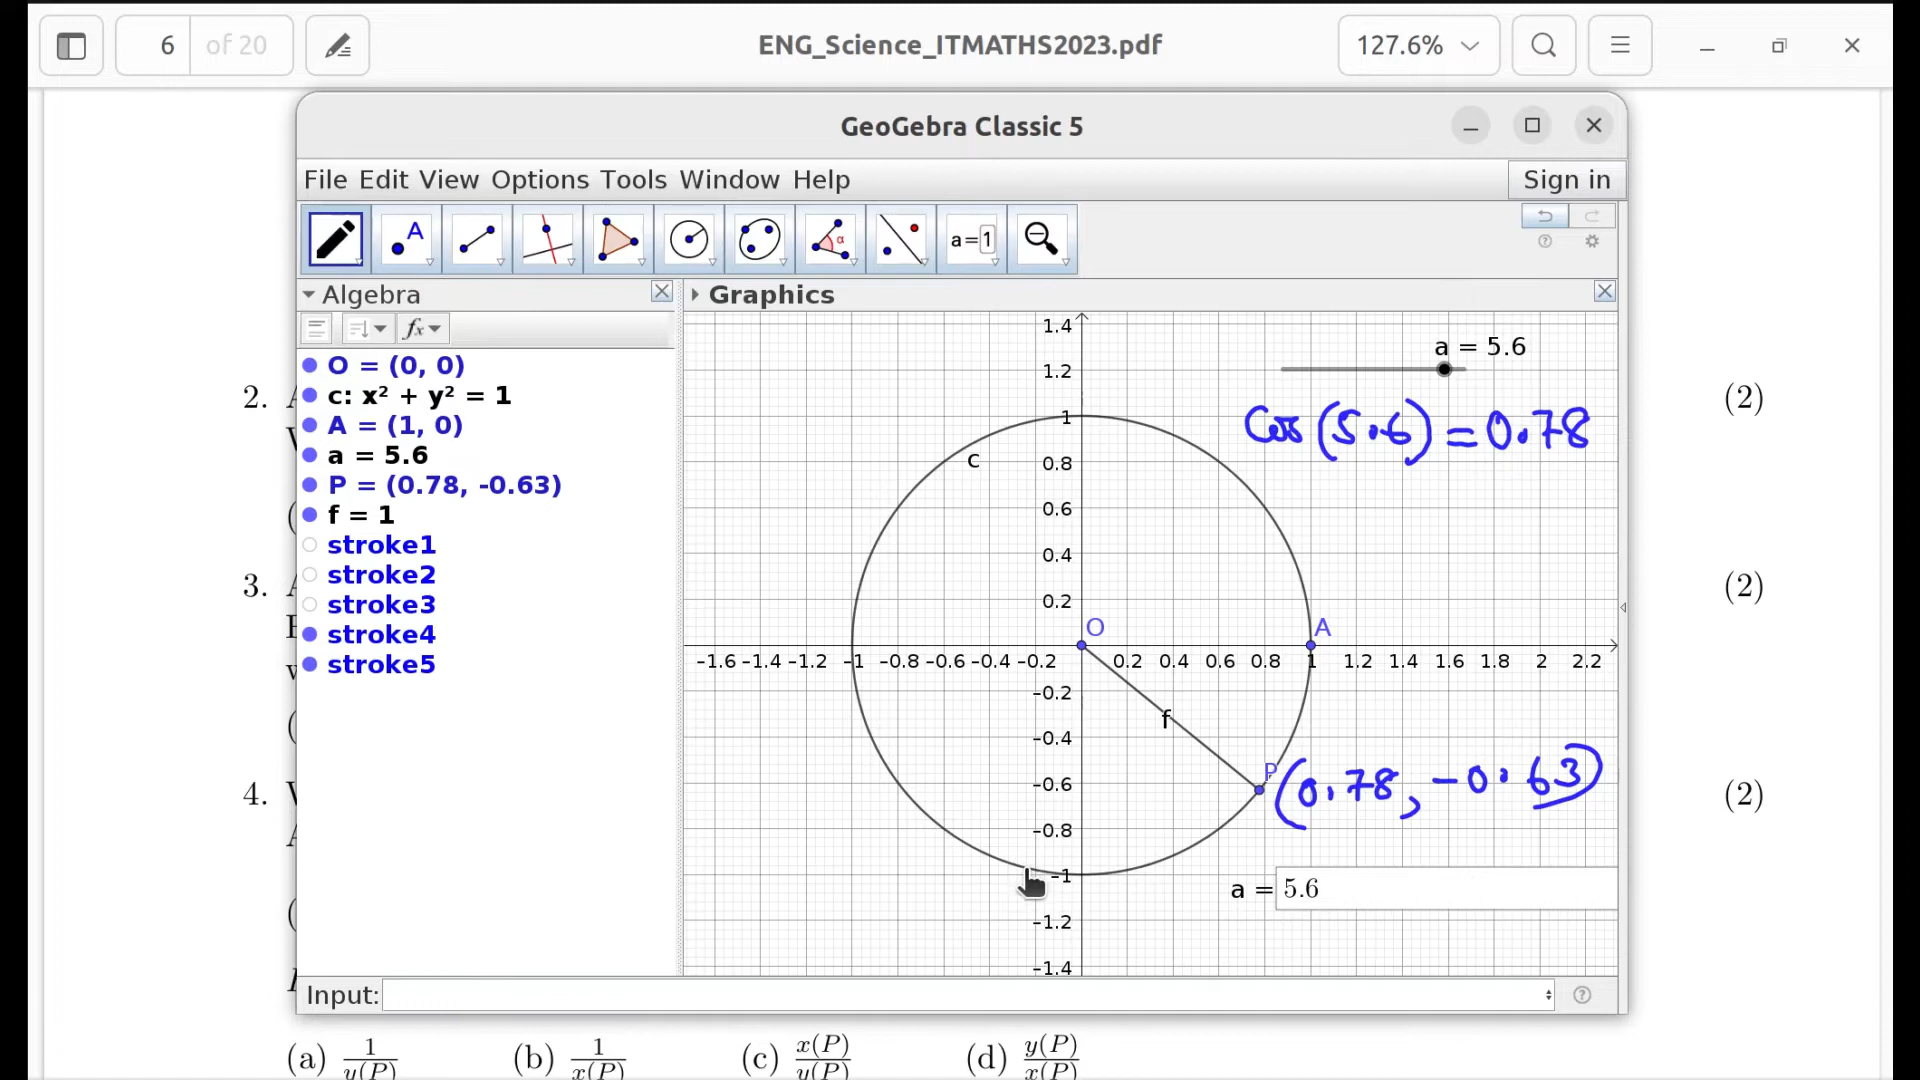 6 of 20
ENG_Science_ITMATHS2023.pdf
127.6%
GeoGebra Classic 5
File Edit View Options Tools Window Help
Sign in
A
α
a=1
Algebra
Graphics
fx
O = (0, 0)
c: x² + y² = 1
A = (1, 0)
a = 5.6
P = (0.78, -0.63)
f = 1
stroke1
stroke2
stroke3
stroke4
stroke5
a = 5.6
Cos (5.6) = 0.78
c
O
A
f
P
(0.78, -0.63)
1.4
1.2
1
0.8
0.6
0.4
0.2
-1.6 -1.4 -1.2 -1 -0.8 -0.6 -0.4 -0.2 0.2 0.4 0.6 0.8 1 1.2 1.4 1.6 1.8 2 2.2
-0.2
-0.4
-0.6
-0.8
-1
-1.2
-1.4
a = 5.6
Input:
2. (2)
3. (2)
4. (2)
(a) 1/y(P) (b) 1/x(P) (c) x(P)/y(P) (d) y(P)/x(P)